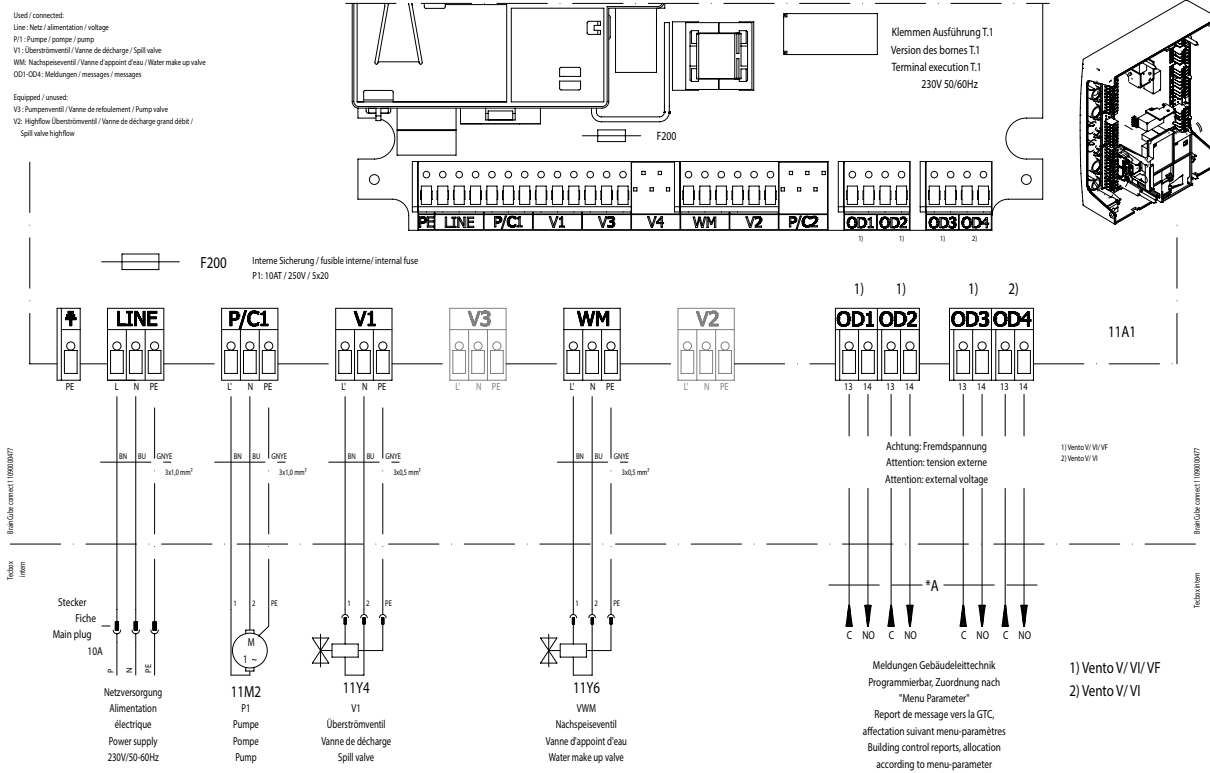 Used / connected:
Line : Netz / alimentation / voltage
P/1 : Pumpe / pompe / pump
V1 : Überströmventil / Vanne de décharge / Spill valve
WM: Nachspeiseventil / Vanne d'appoint d'eau / Water make up valve
OD1-OD4 : Meldungen / messages / messages
Equipped / unused:
V3 : Pumpenventil / Vanne de refoulement / Pump valve
V2: Highflow Überströmventil / Vanne de décharge grand débit /
Spill valve highflow
Klemmen Ausführung T.1
Version des bornes T.1
Terminal execution T.1
230V 50/60Hz
F200
PE LINE P/C1 V1 V3 V4 WM V2 P/C2 OD1 OD2 OD3 OD4
1) 1) 1) 2)
F200
Interne Sicherung / fusible interne/ internal fuse
P1: 10AT / 250V / 5x20
1) 1) 1) 2)
LINE P/C1 V1 V3 WM V2 OD1 OD2 OD3 OD4
11A1
PE L N PE L' N PE L' N PE L' N PE L' N PE L' N PE 13 14 13 14 13 14 13 14
BN BU GNYE BN BU GNYE BN BU GNYE BN BU GNYE
3x1,0 mm² 3x1,0 mm² 3x0,5 mm² 3x0,5 mm²
Achtung: Fremdspannung
Attention: tension externe
Attention: external voltage
1) Vento V/ VI/ VF
2) Vento V/ VI
BrainCube connect 1 1109000477
BrainCube connect 1 1109000477
Tecbox
intern
Tecbox intern
*A
Stecker
Fiche
Main plug
10A
P N PE
1 2 PE
1 2 PE
1 2 PE
M
1 ~
C NO C NO C NO C NO
Netzversorgung
Alimentation
électrique
Power supply
230V/50-60Hz
11M2
P1
Pumpe
Pompe
Pump
11Y4
V1
Überströmventil
Vanne de décharge
Spill valve
11Y6
VWM
Nachspeiseventil
Vanne d'appoint d'eau
Water make up valve
Meldungen Gebäudeleittechnik
Programmierbar, Zuordnung nach
"Menu Parameter"
Report de message vers la GTC,
affectation suivant menu-paramètres
Building control reports, allocation
according to menu-parameter
1) Vento V/ VI/ VF
2) Vento V/ VI